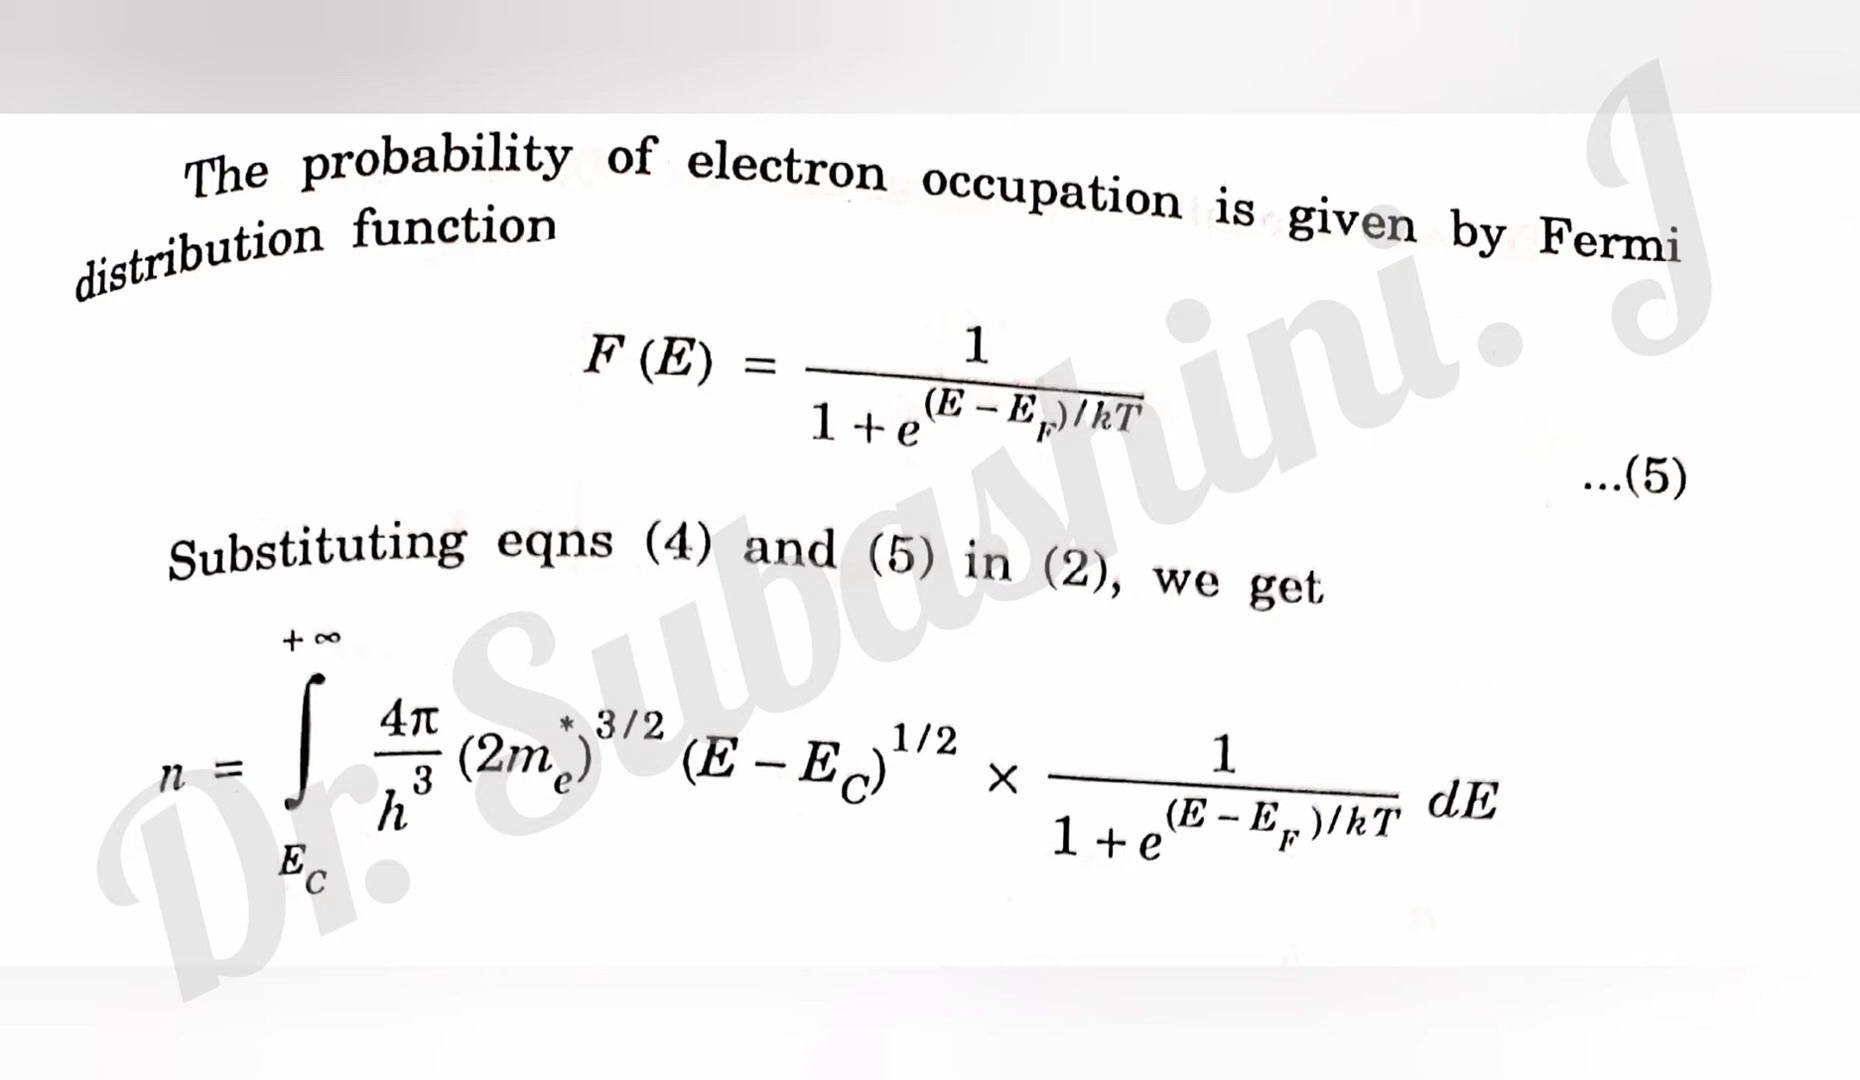 The probability of electron occupation is given by Fermi
distribution function
F (E) = 1 / (1 + e^((E − E_F)/kT))
...(5)
Substituting eqns (4) and (5) in (2), we get
n = ∫_{E_C}^{+∞} 4π/h^3 (2m_e^*)^{3/2} (E − E_C)^{1/2} × 1 / (1 + e^((E − E_F)/kT)) dE
Dr. Subashini. J